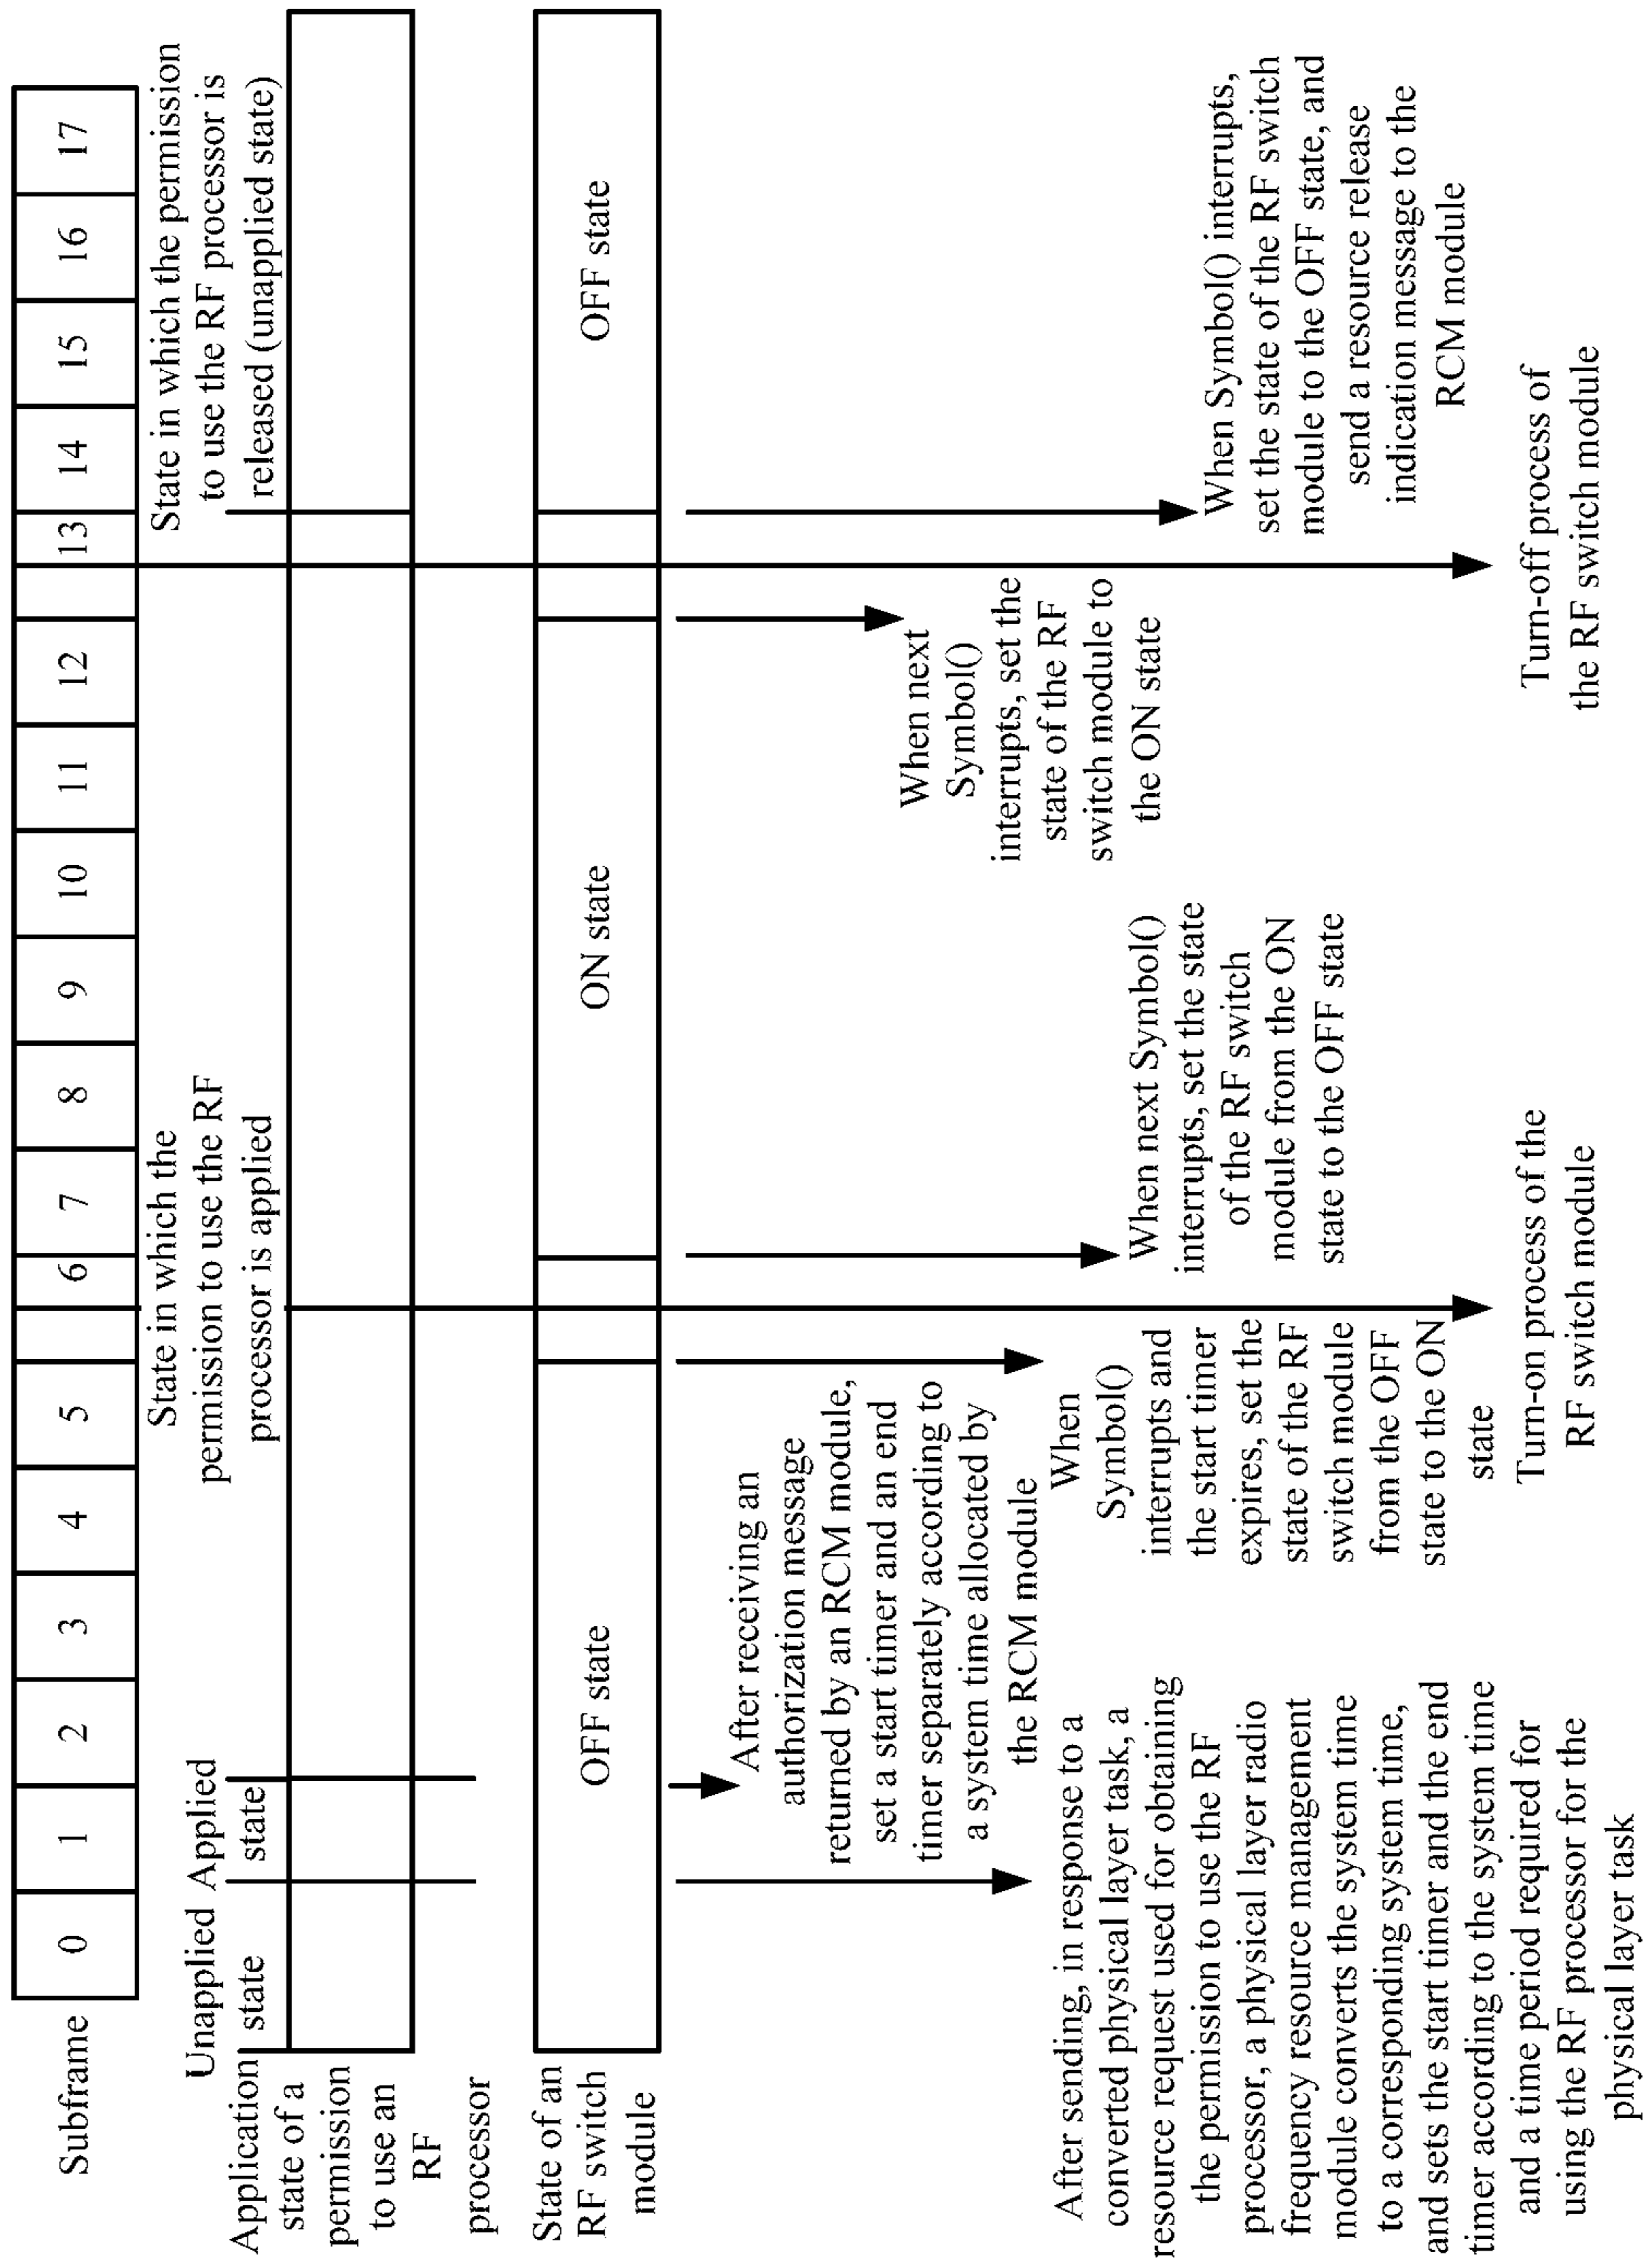 Subframe
0 1 2 3 4 5 6 7 8 9 10 11 12 13 14 15 16 17
Application
state of a
permission
to use an
RF
processor
Unapplied
state
Applied
state
State in which the
permission to use the RF
processor is applied
State in which the permission
to use the RF processor is
released (unapplied state)
State of an
RF switch
module
OFF state
ON state
OFF state
After receiving an
authorization message
returned by an RCM module,
set a start timer and an end
timer separately according to
a system time allocated by
the RCM module
When next
Symbol()
interrupts, set the
state of the RF
switch module to
the ON state
After sending, in response to a
converted physical layer task, a
resource request used for obtaining
the permission to use the RF
processor, a physical layer radio
frequency resource management
module converts the system time
to a corresponding system time,
and sets the start timer and the end
timer according to the system time
and a time period required for
using the RF processor for the
physical layer task
When
Symbol()
interrupts and
the start timer
expires, set the
state of the RF
switch module
from the OFF
state to the ON
state
When next Symbol()
interrupts, set the state
of the RF switch
module from the ON
state to the OFF state
When Symbol() interrupts,
set the state of the RF switch
module to the OFF state, and
send a resource release
indication message to the
RCM module
Turn-on process of the
RF switch module
Turn-off process of
the RF switch module